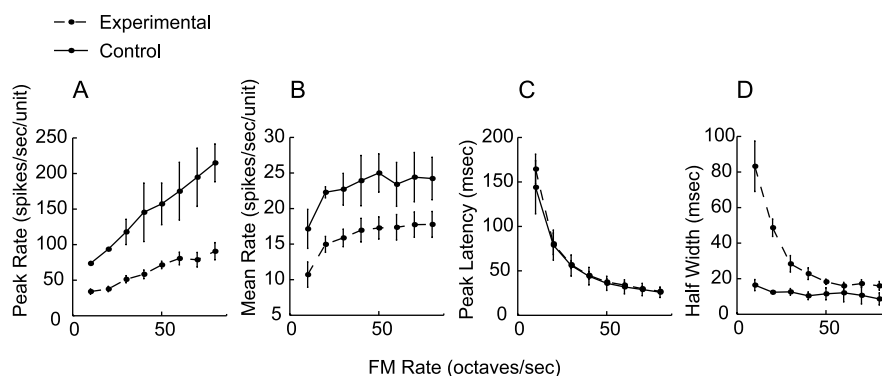 Experimental
Control
A
Peak Rate (spikes/sec/unit)
250
200
150
100
50
0
0
50
B
Mean Rate (spikes/sec/unit)
30
25
20
15
10
5
0
50
C
Peak Latency (msec)
200
150
100
50
0
0
50
D
Half Width (msec)
100
80
60
40
20
0
0
50
FM Rate (octaves/sec)